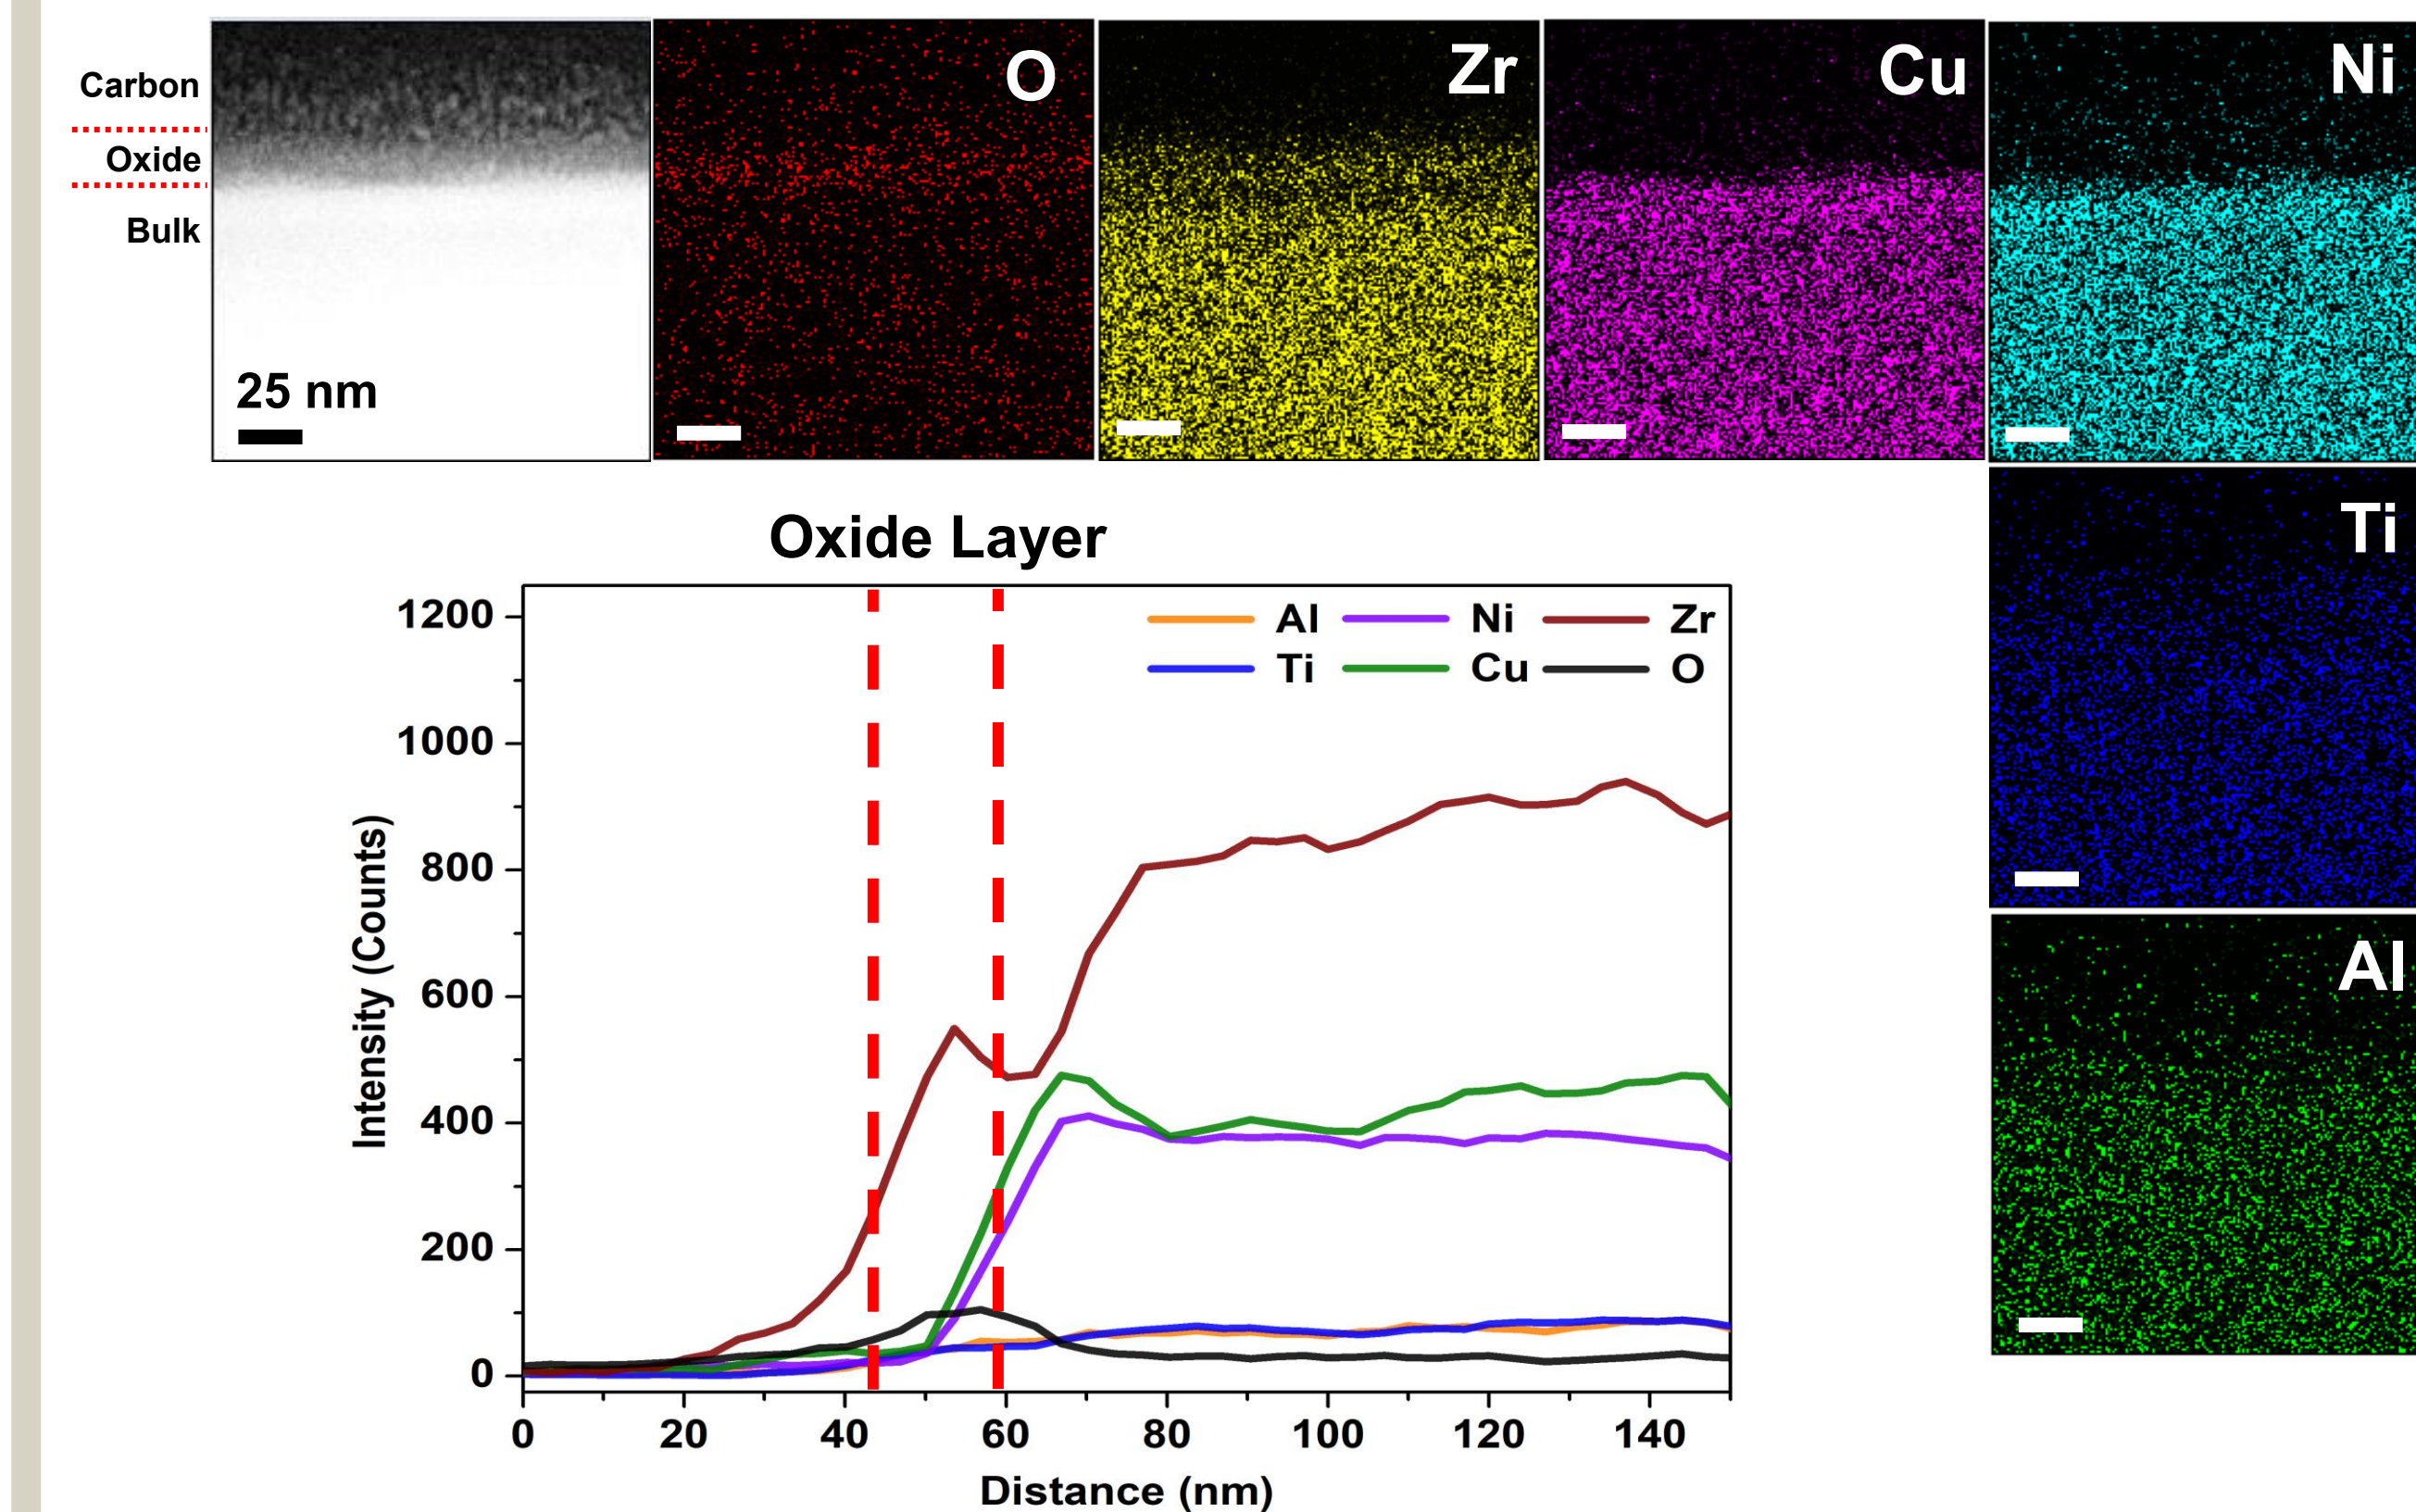 Carbon
Oxide
Bulk
25 nm
O
Zr
Cu
Ni
Ti
Al
Oxide Layer
Al Ni Zr
Ti Cu O
1200
1000
800
600
400
200
0
Intensity (Counts)
0 20 40 60 80 100 120 140
Distance (nm)